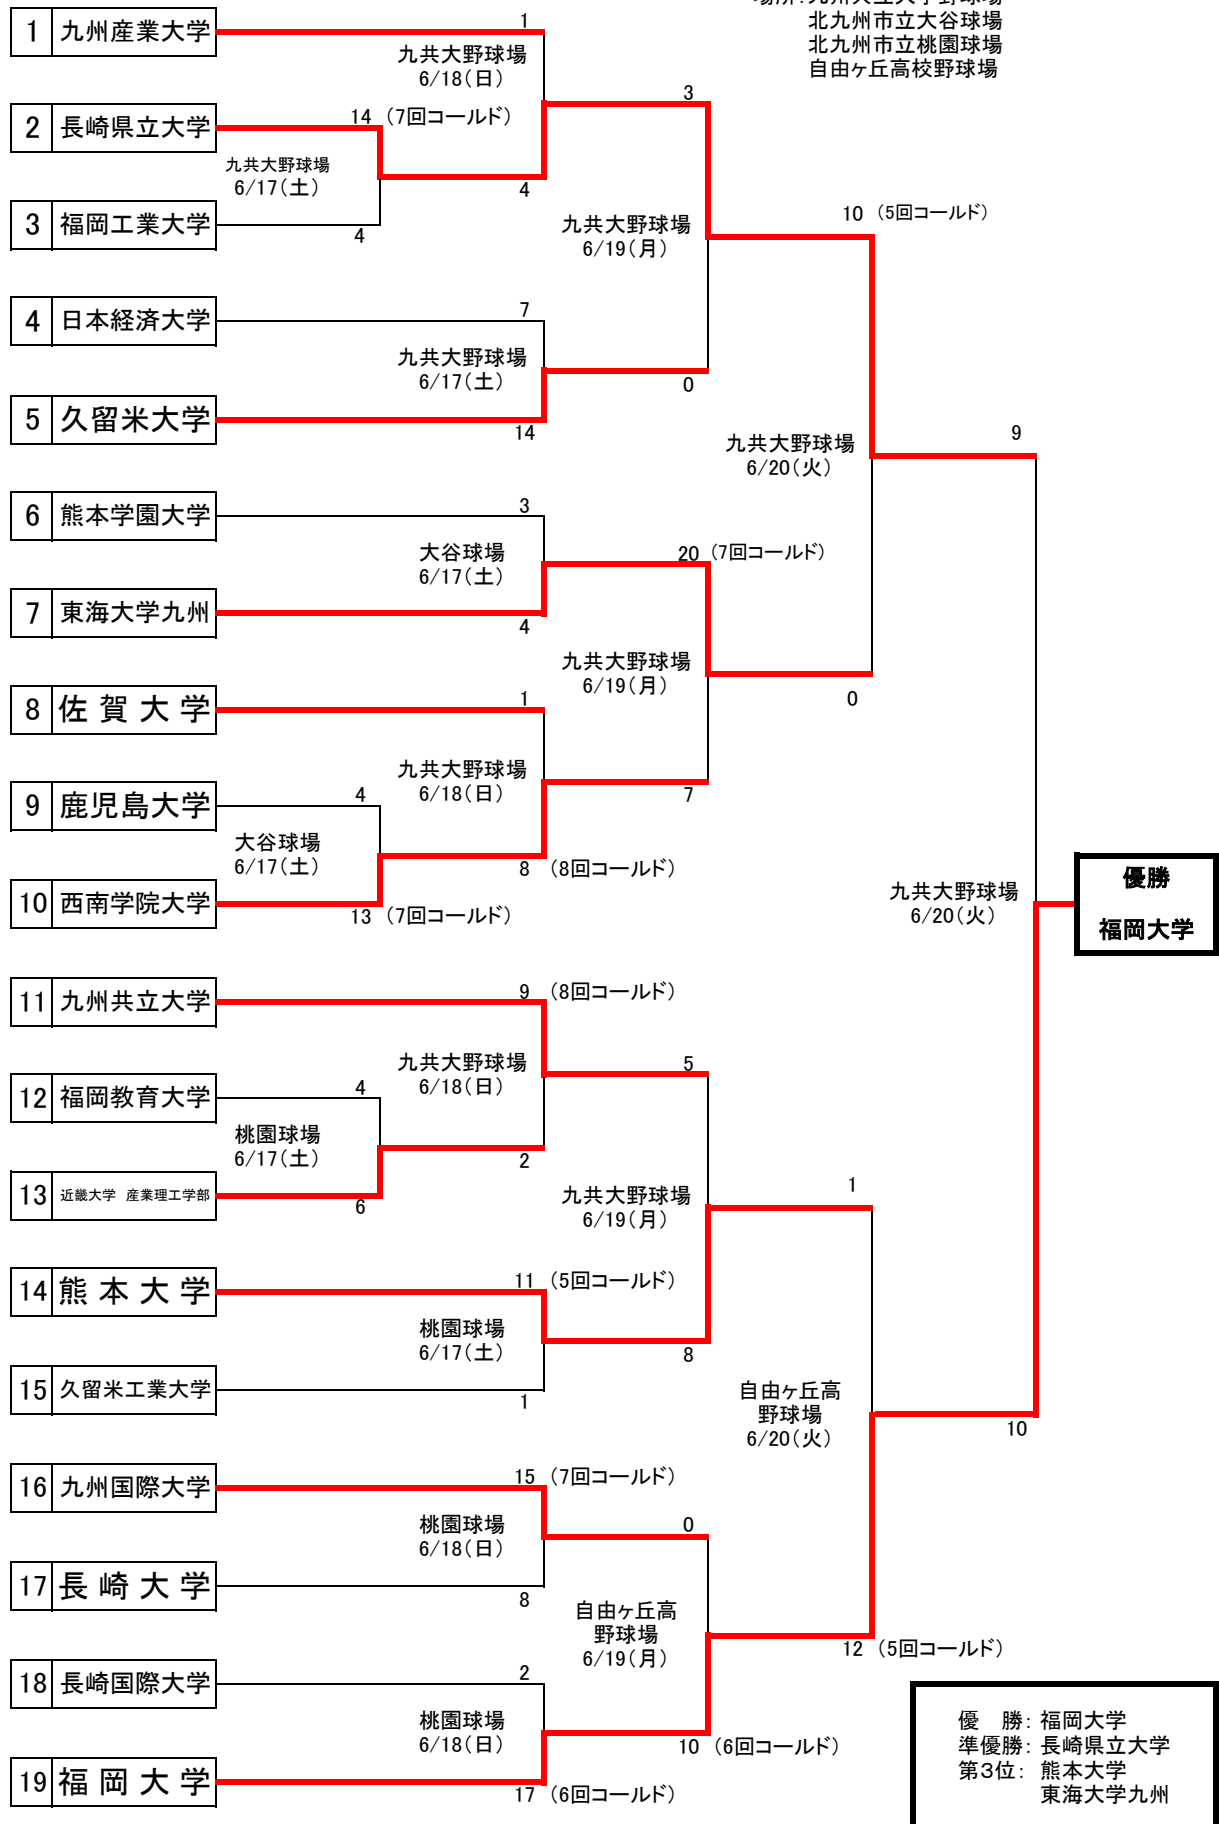 北九州市立大谷球場
北九州市立桃園球場
自由ヶ丘高校野球場
1 九州産業大学
1
九共大野球場
6/18(日)
3
2 長崎県立大学
14 (7回コールド)
九共大野球場
6/17(土)
4
3 福岡工業大学
4
九共大野球場
6/19(月)
10 (5回コールド)
4 日本経済大学
7
九共大野球場
6/17(土)
0
5 久留米大学
14
九共大野球場
6/20(火)
9
6 熊本学園大学
3
大谷球場
6/17(土)
20 (7回コールド)
7 東海大学九州
4
九共大野球場
6/19(月)
0
8 佐賀大学
1
九共大野球場
6/18(日)
7
9 鹿児島大学
4
大谷球場
6/17(土)
8 (8回コールド)
10 西南学院大学
13 (7回コールド)
九共大野球場
6/20(火)
優勝
福岡大学
11 九州共立大学
9 (8回コールド)
九共大野球場
6/18(日)
5
12 福岡教育大学
4
桃園球場
6/17(土)
2
13 近畿大学 産業理工学部
6
九共大野球場
6/19(月)
1
14 熊本大学
11 (5回コールド)
桃園球場
6/17(土)
8
15 久留米工業大学
1
自由ヶ丘高
野球場
6/20(火)
10
16 九州国際大学
15 (7回コールド)
桃園球場
6/18(日)
0
17 長崎大学
8
自由ヶ丘高
野球場
6/19(月)
12 (5回コールド)
18 長崎国際大学
2
桃園球場
6/18(日)
10 (6回コールド)
19 福岡大学
17 (6回コールド)
優 勝: 福岡大学
準優勝: 長崎県立大学
第3位: 熊本大学
東海大学九州